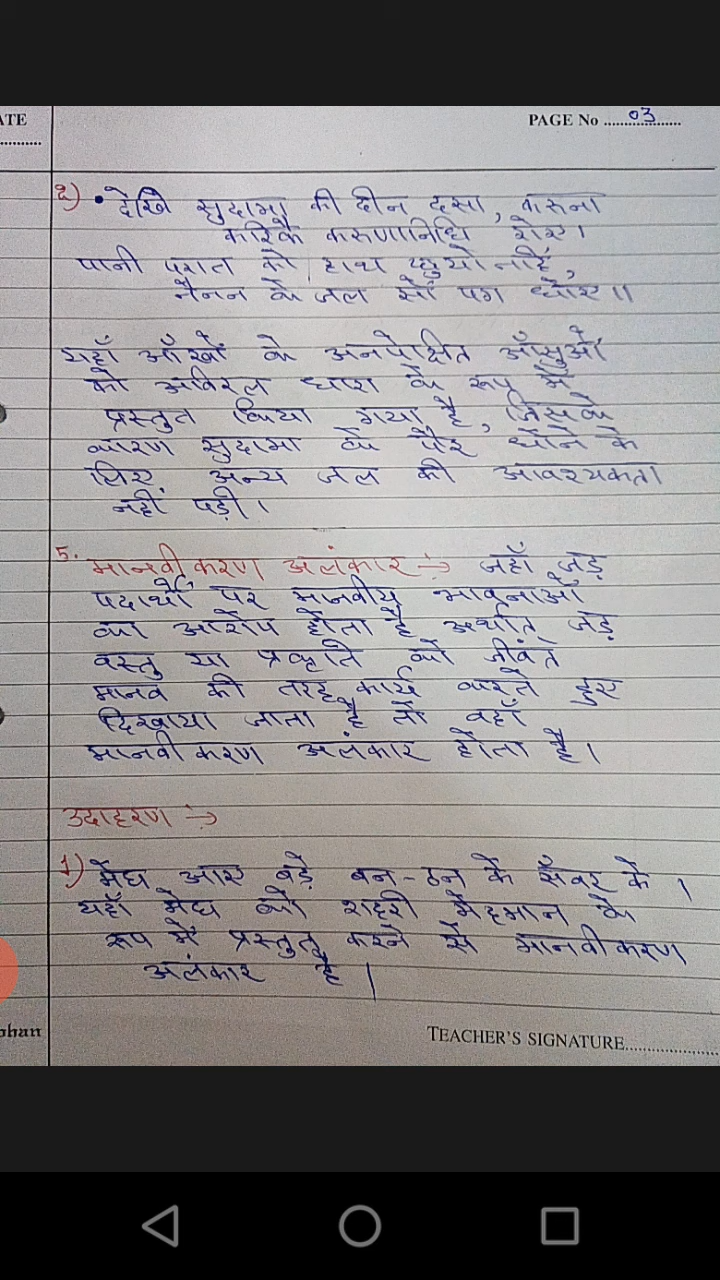 ATE
PAGE No ...03...
२) • देखि सुदामा की दीन दसा, करुना
करिकै करुणानिधि रोए।
पानी परात को हाथ छुयो नहिं,
नैनन के जल सों पग धोए॥
यहाँ आँखों के अनपेक्षित आँसुओं
को अविरल धारा के रूप में
प्रस्तुत किया गया है, जिसके
कारण सुदामा के पैर धोने के
लिए अन्य जल की आवश्यकता
नहीं पड़ी।
5. मानवीकरण अलंकार → जहाँ जड़
पदार्थों पर मानवीय भावनाओं
का आरोप होता है अर्थात् जड़
वस्तु या प्रकृति को जीवंत
मानव की तरह कार्य करते हुए
दिखाया जाता है तो वहाँ
मानवीकरण अलंकार होता है।
उदाहरण →
1) मेघ आए बड़े बन-ठन के सँवर के।
यहाँ मेघ को शहरी मेहमान के
रूप में प्रस्तुत करने से मानवीकरण
अलंकार है।
TEACHER'S SIGNATURE.....................